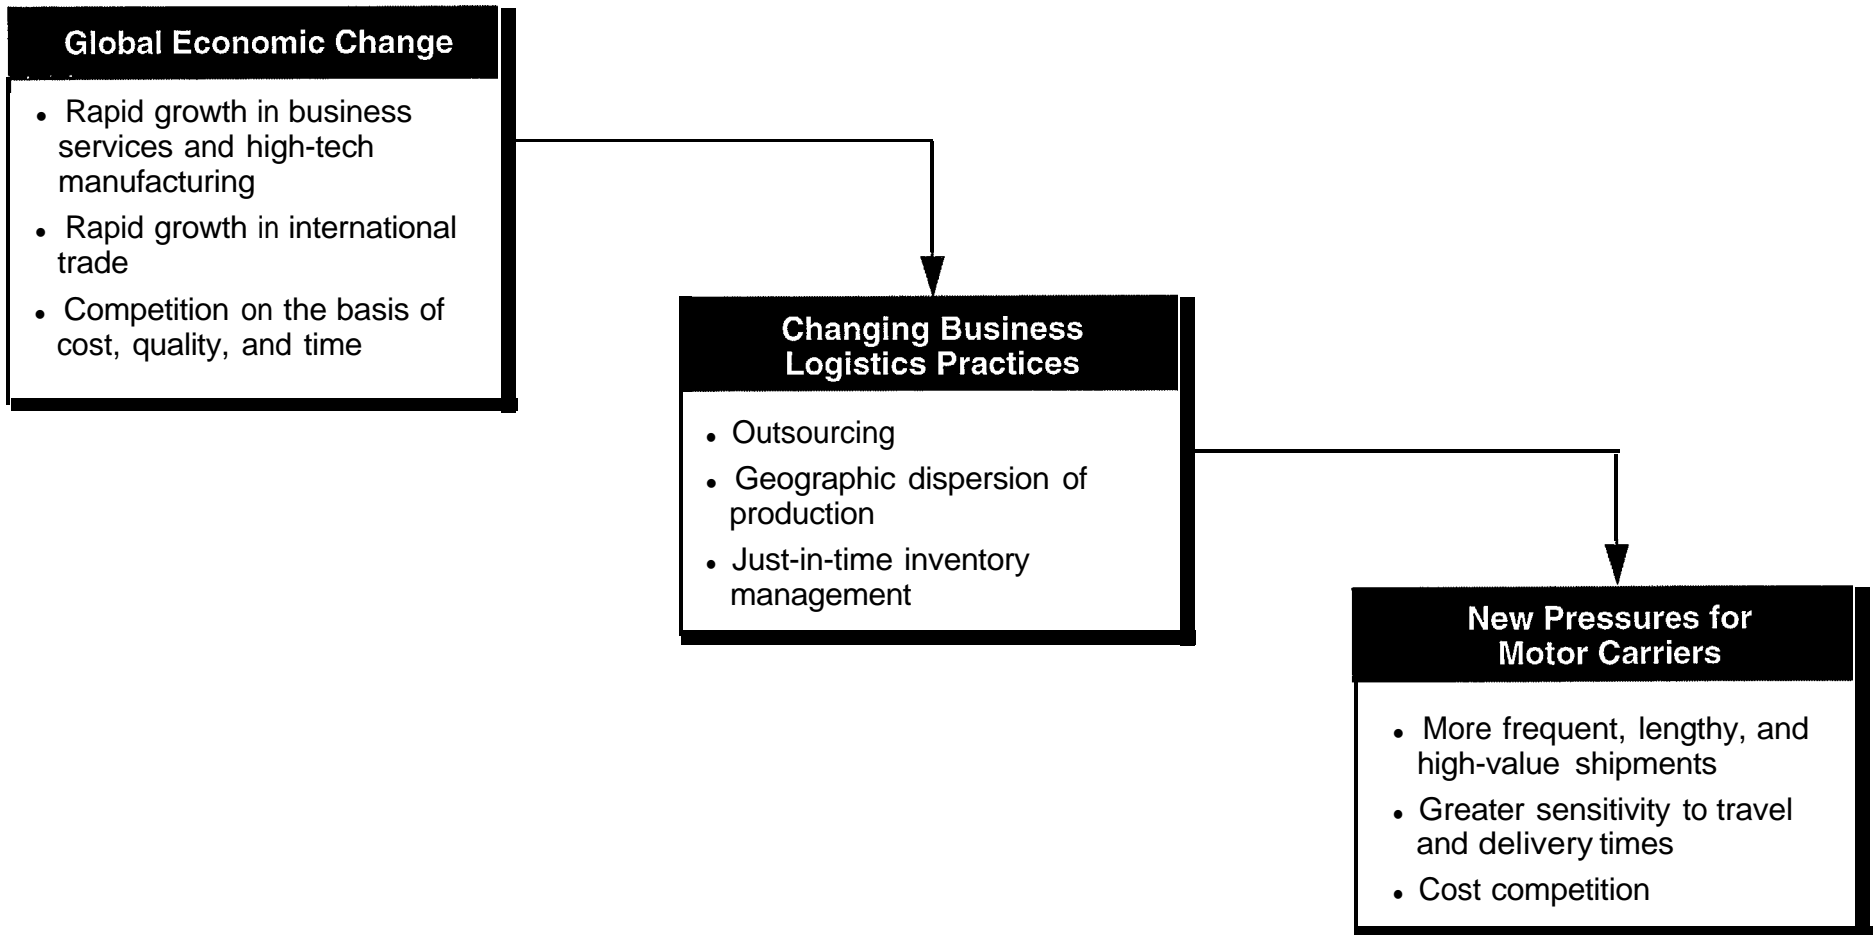 Global Economic Change
• Rapid growth in business
services and high-tech
manufacturing
• Rapid growth in international
trade
• Competition on the basis of
cost, quality, and time
Changing Business
Logistics Practices
• Outsourcing
• Geographic dispersion of
production
• Just-in-time inventory
management
New Pressures for
Motor Carriers
• More frequent, lengthy, and
high-value shipments
• Greater sensitivity to travel
and delivery times
• Cost competition